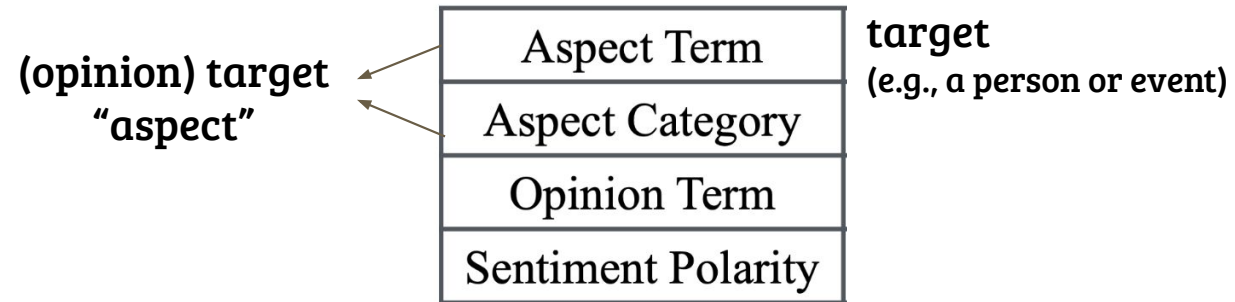 (opinion) target
“aspect”
Aspect Term
Aspect Category
Opinion Term
Sentiment Polarity
target
(e.g., a person or event)